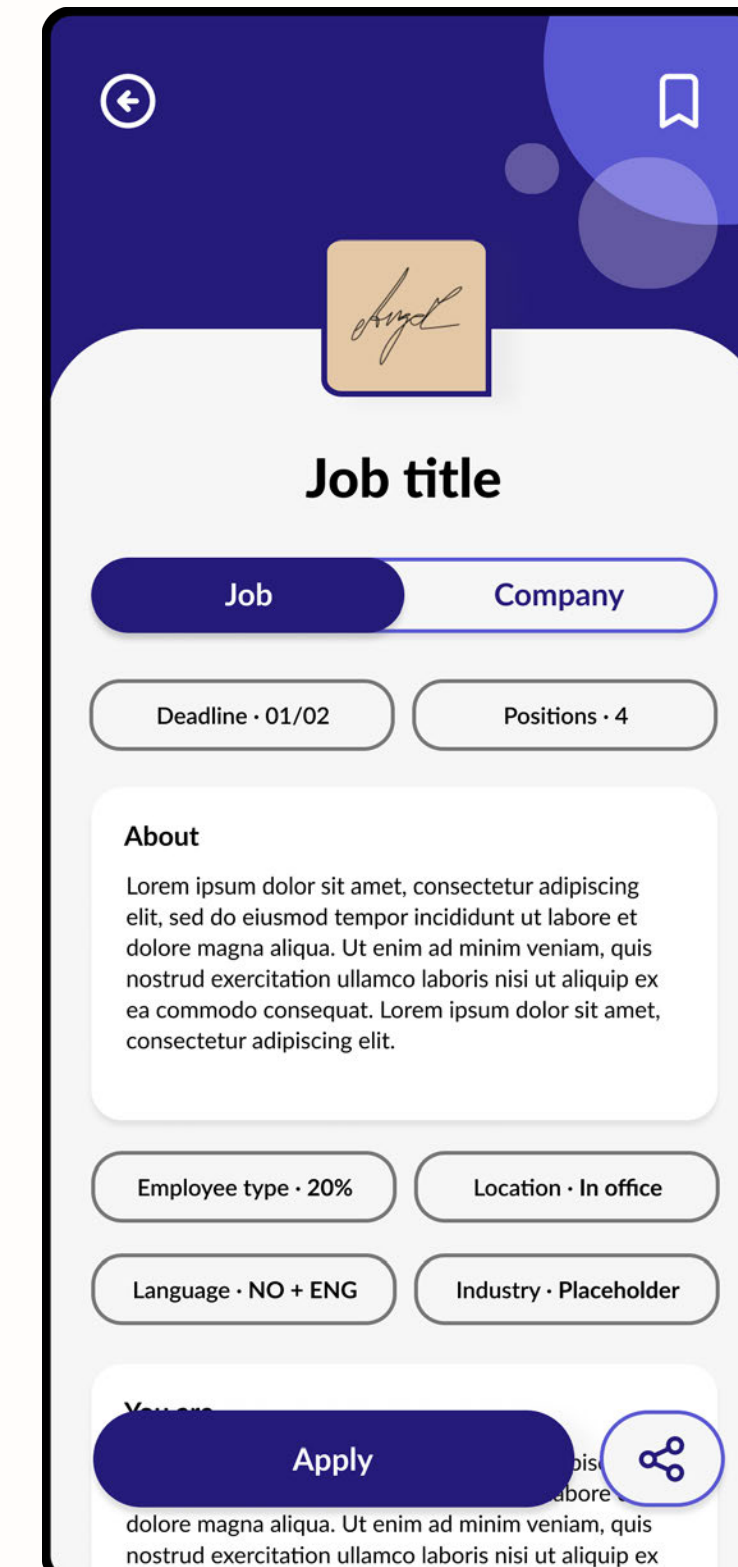 Job title
Job Company
Deadline · 01/02 Positions · 4
About
Lorem ipsum dolor sit amet, consectetur adipiscing
elit, sed do eiusmod tempor incididunt ut labore et
dolore magna aliqua. Ut enim ad minim veniam, quis
nostrud exercitation ullamco laboris nisi ut aliquip ex
ea commodo consequat. Lorem ipsum dolor sit amet,
consectetur adipiscing elit.
Employee type · 20% Location · In office
Language · NO + ENG Industry · Placeholder
You are
Apply
dolore magna aliqua. Ut enim ad minim veniam, quis
nostrud exercitation ullamco laboris nisi ut aliquip ex